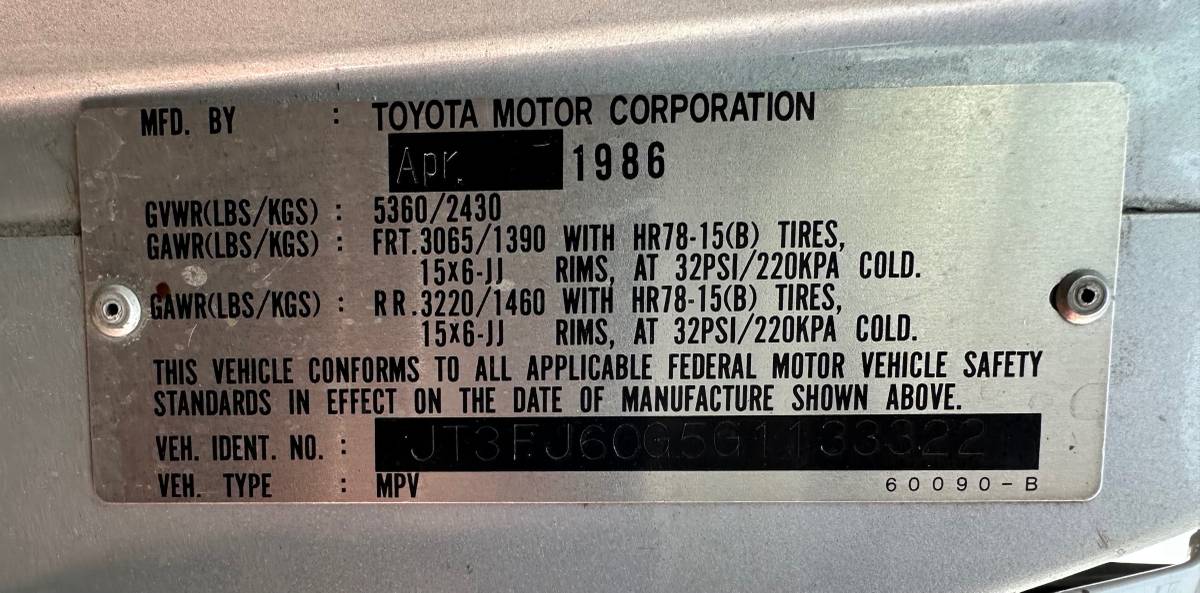 MFD. BY : TOYOTA MOTOR CORPORATION
Apr. 1986
GVWR(LBS/KGS) : 5360/2430
GAWR(LBS/KGS) : FRT.3065/1390 WITH HR78-15(B) TIRES,
15x6-JJ RIMS, AT 32PSI/220KPA COLD.
GAWR(LBS/KGS) : RR.3220/1460 WITH HR78-15(B) TIRES,
15x6-JJ RIMS, AT 32PSI/220KPA COLD.
THIS VEHICLE CONFORMS TO ALL APPLICABLE FEDERAL MOTOR VEHICLE SAFETY
STANDARDS IN EFFECT ON THE DATE OF MANUFACTURE SHOWN ABOVE.
VEH. IDENT. NO. : JT3FJ60G5G1133322
VEH. TYPE : MPV 60090-B